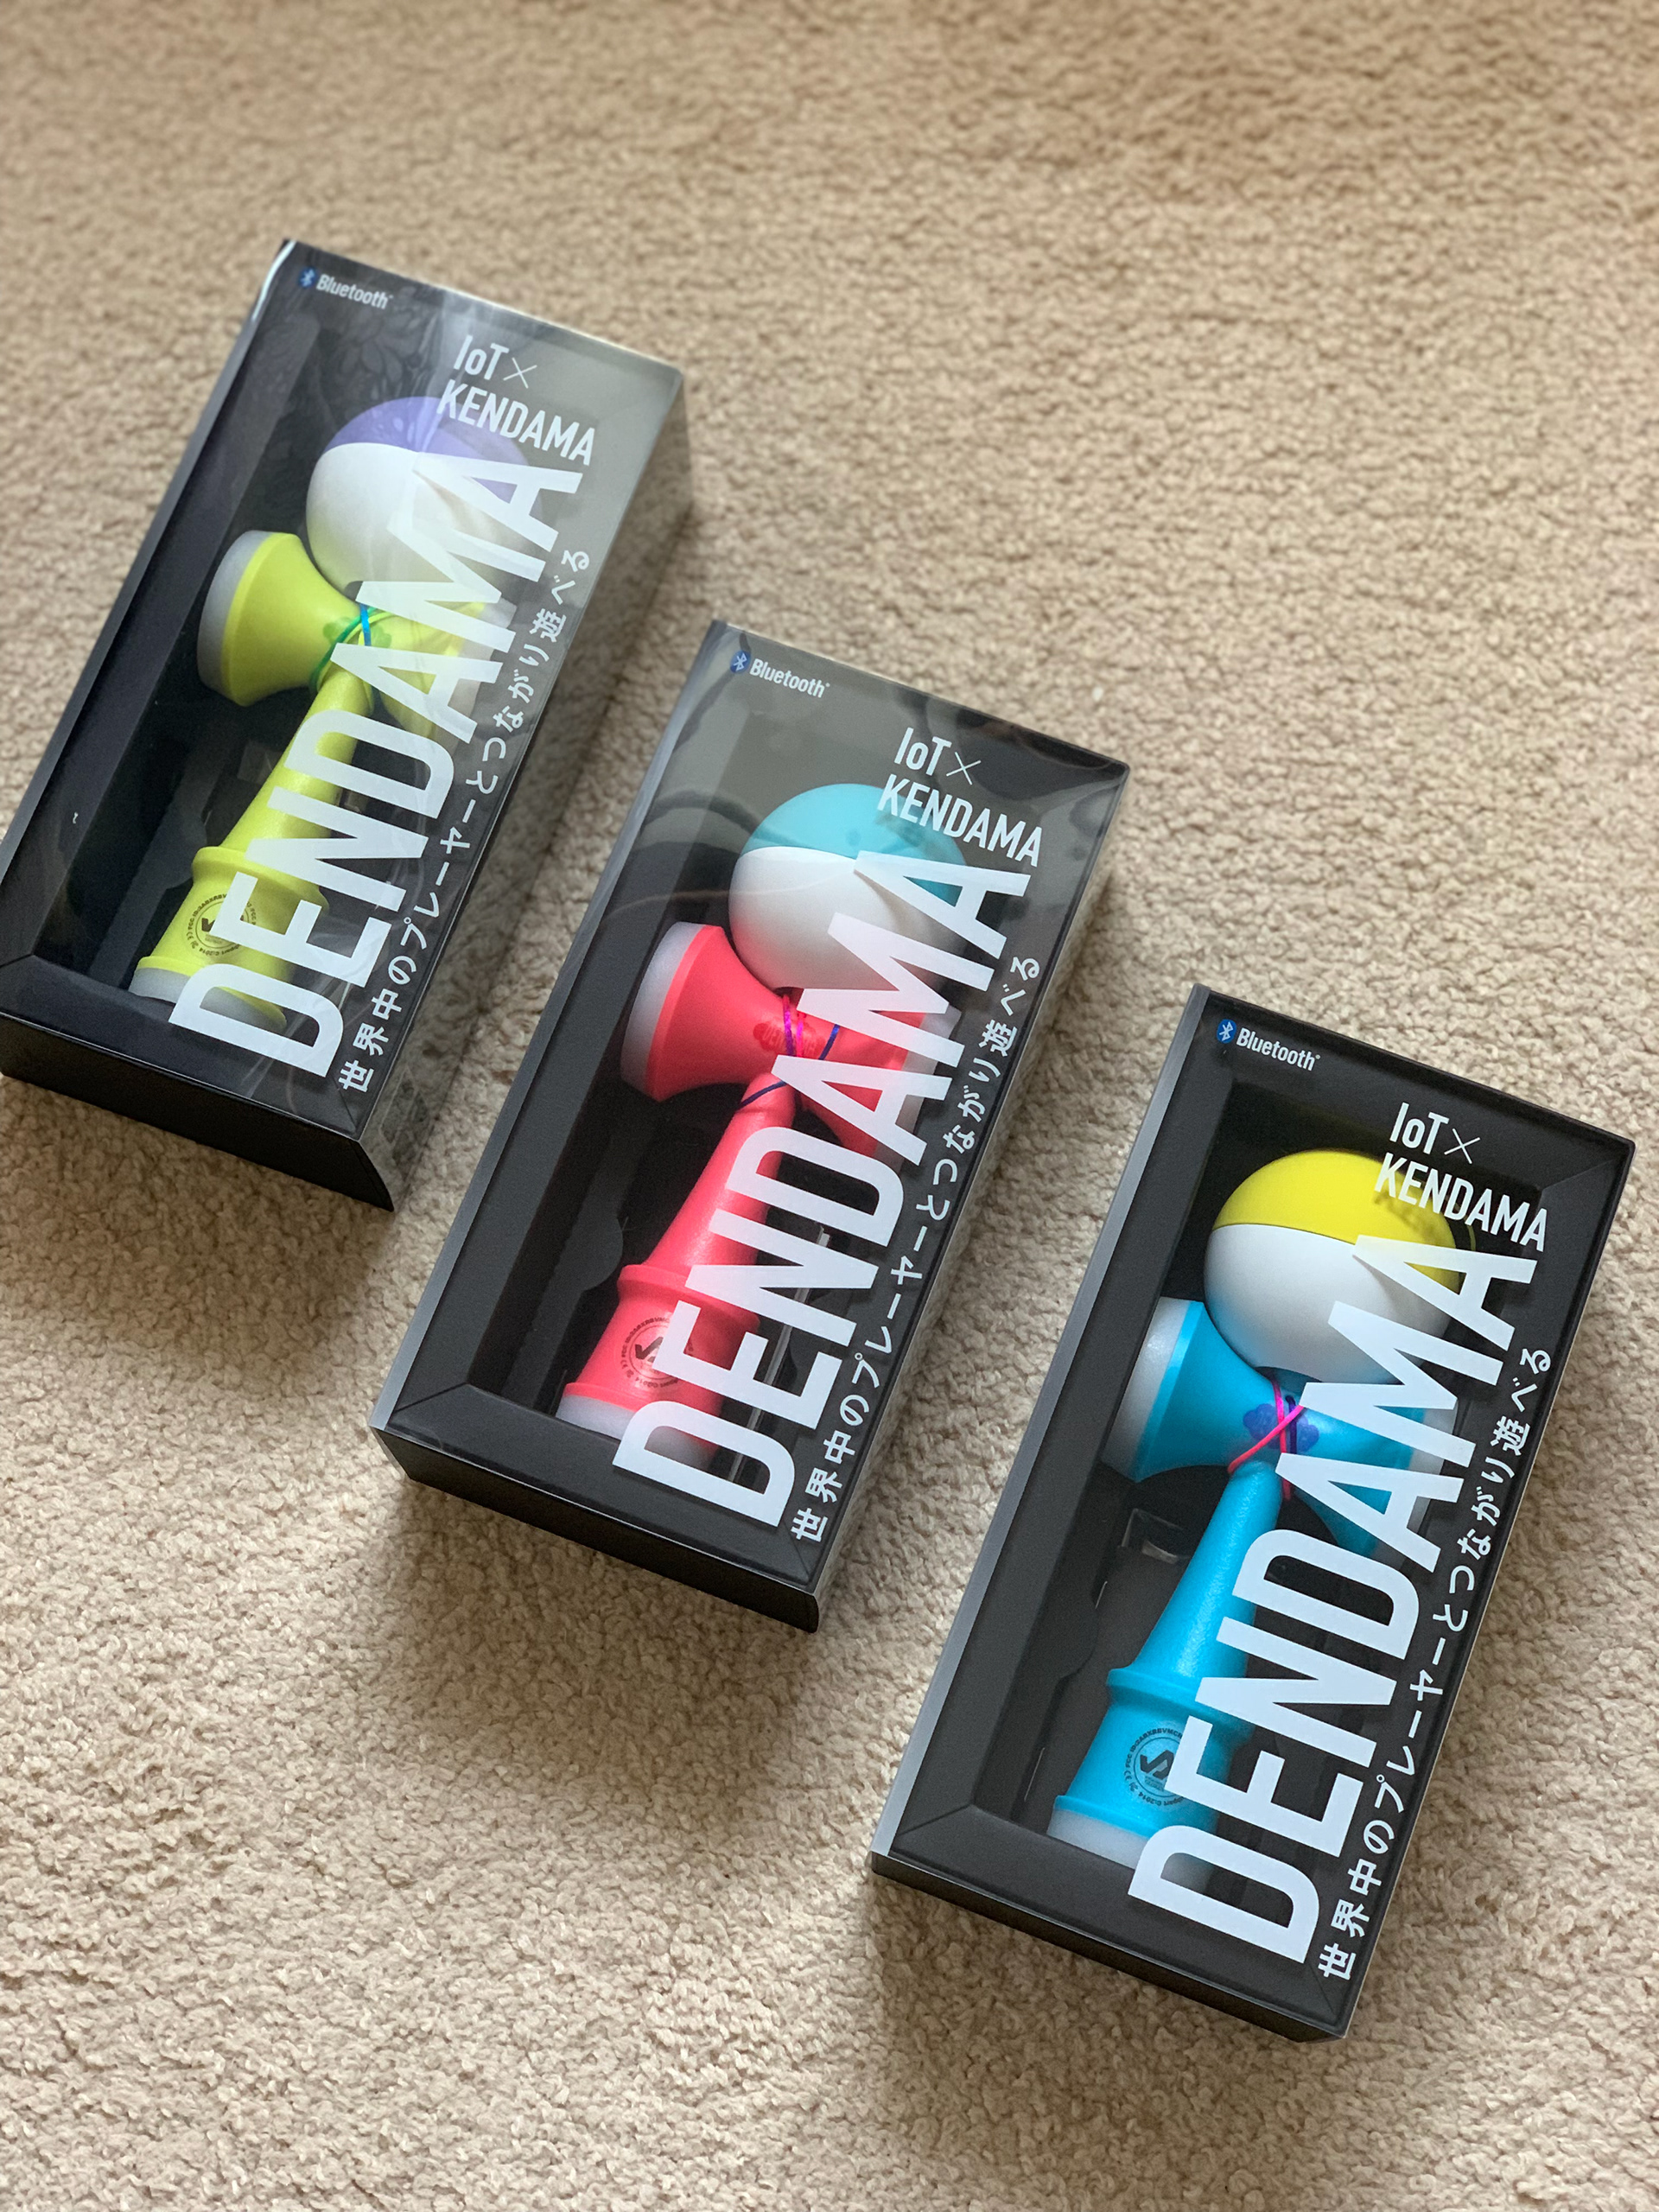 Bluetooth
IoT×
KENDAMA
DENDAMA
世界中のプレーヤーとつながり遊べる
Bluetooth
IoT×
KENDAMA
DENDAMA
世界中のプレーヤーとつながり遊べる
Bluetooth
IoT×
KENDAMA
DENDAMA
世界中のプレーヤーとつながり遊べる